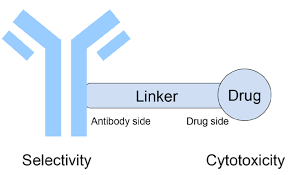 Linker
Drug
Antibody side
Drug side
Selectivity
Cytotoxicity